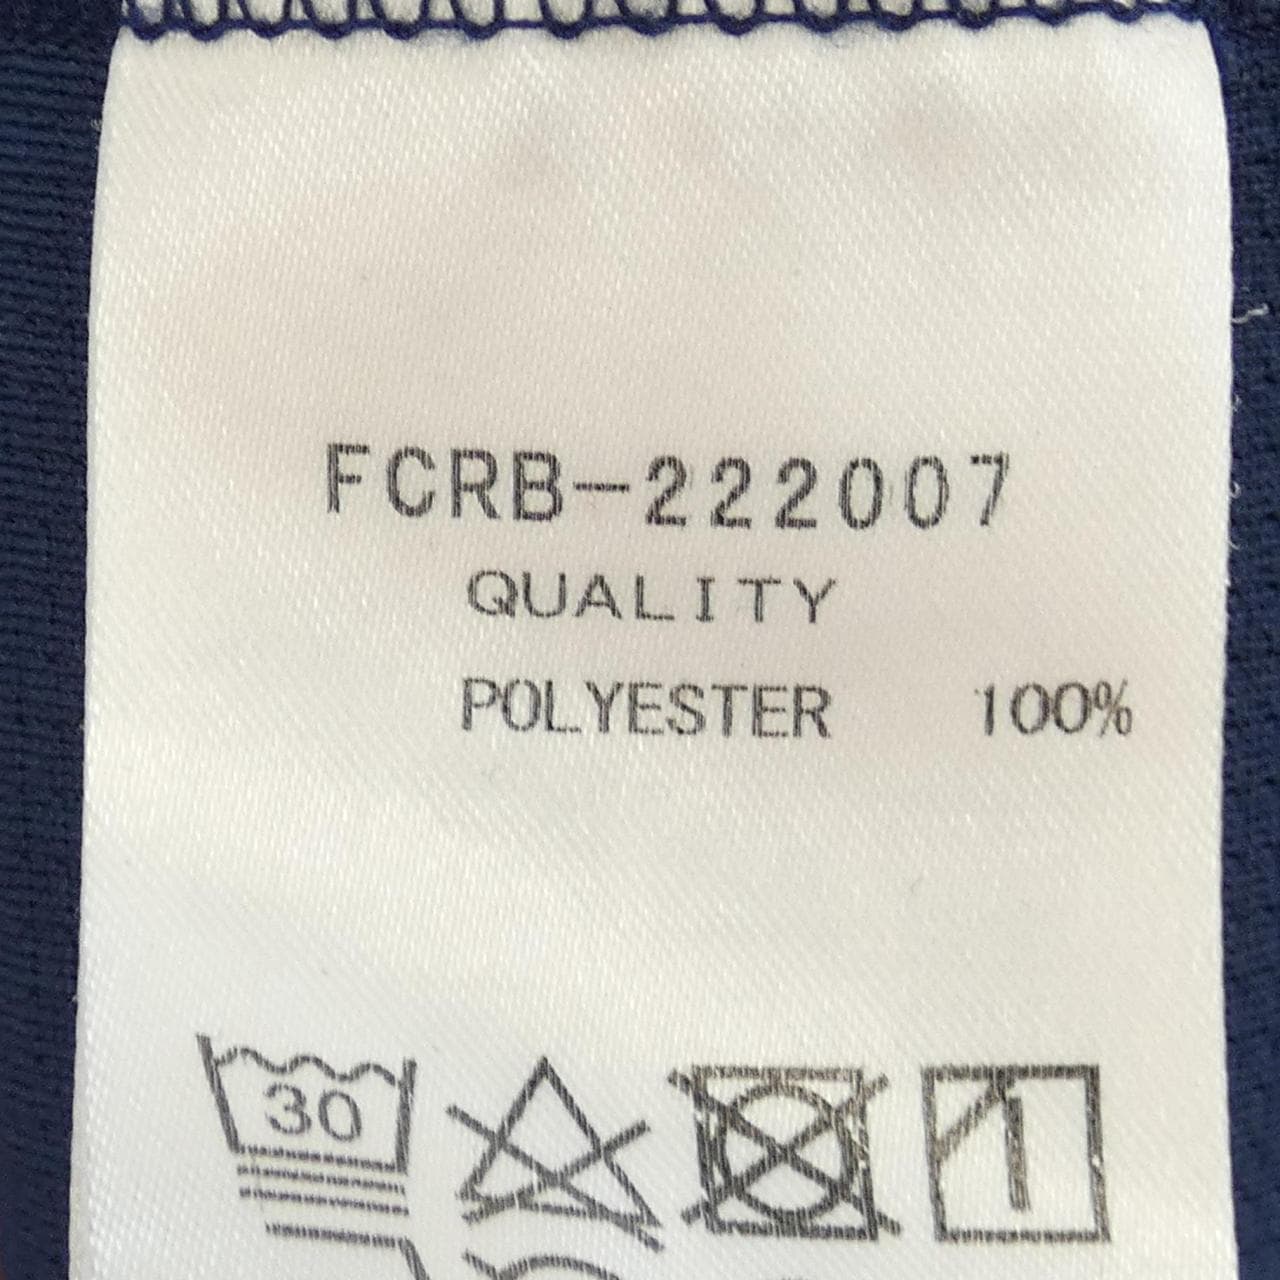 FCRB-222007
QUALITY
POLYESTER 100%
30